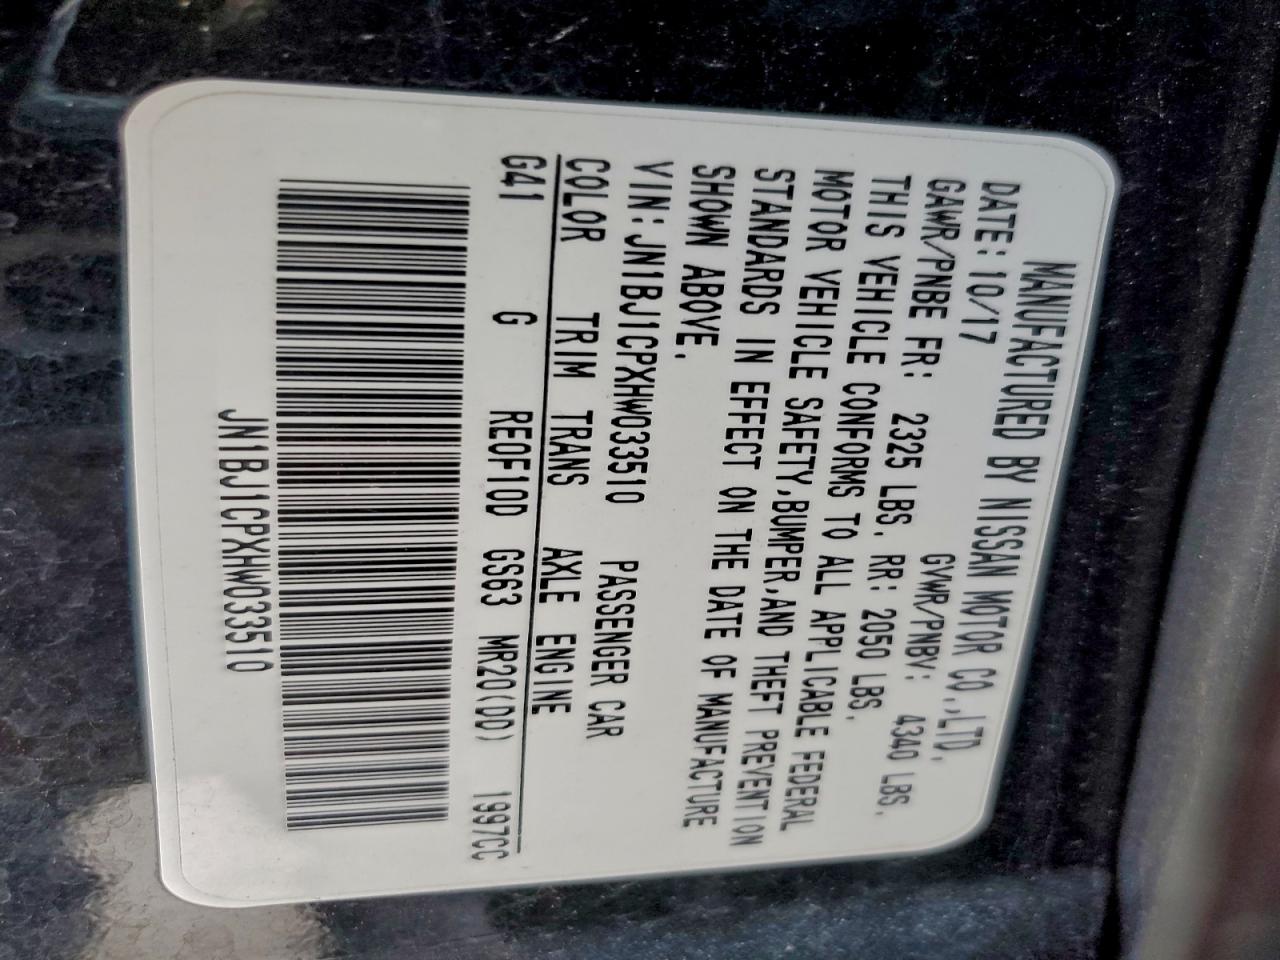 MANUFACTURED BY NISSAN MOTOR CO.,LTD.
DATE:10/17 GVWR/PNBV: 4340 LBS.
GAWR/PNBE FR: 2325 LBS. RR: 2050 LBS.
THIS VEHICLE CONFORMS TO ALL APPLICABLE FEDERAL
MOTOR VEHICLE SAFETY,BUMPER,AND THEFT PREVENTION
STANDARDS IN EFFECT ON THE DATE OF MANUFACTURE
SHOWN ABOVE.
VIN:JN1BJ1CPXHW033510 PASSENGER CAR
COLOR TRIM TRANS AXLE ENGINE
G41 G RE0F10D GS63 MR20(DD) 1997CC
JN1BJ1CPXHW033510